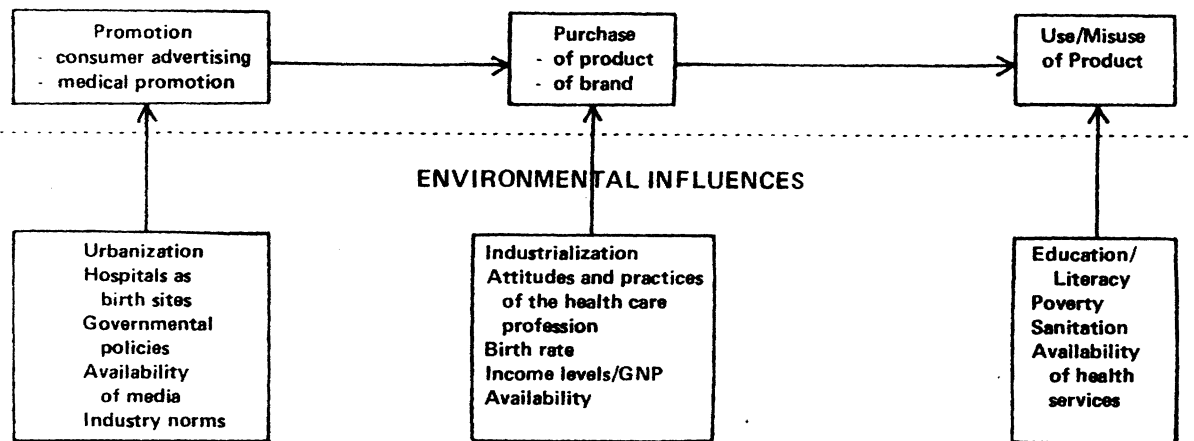 Promotion
- consumer advertising
- medical promotion
Purchase
- of product
- of brand
Use/Misuse
of Product
ENVIRONMENTAL INFLUENCES
Urbanization
Hospitals as
birth sites
Governmental
policies
Availability
of media
Industry norms
Industrialization
Attitudes and practices
of the health care
profession
Birth rate
Income levels/GNP
Availability
Education/
Literacy
Poverty
Sanitation
Availability
of health
services